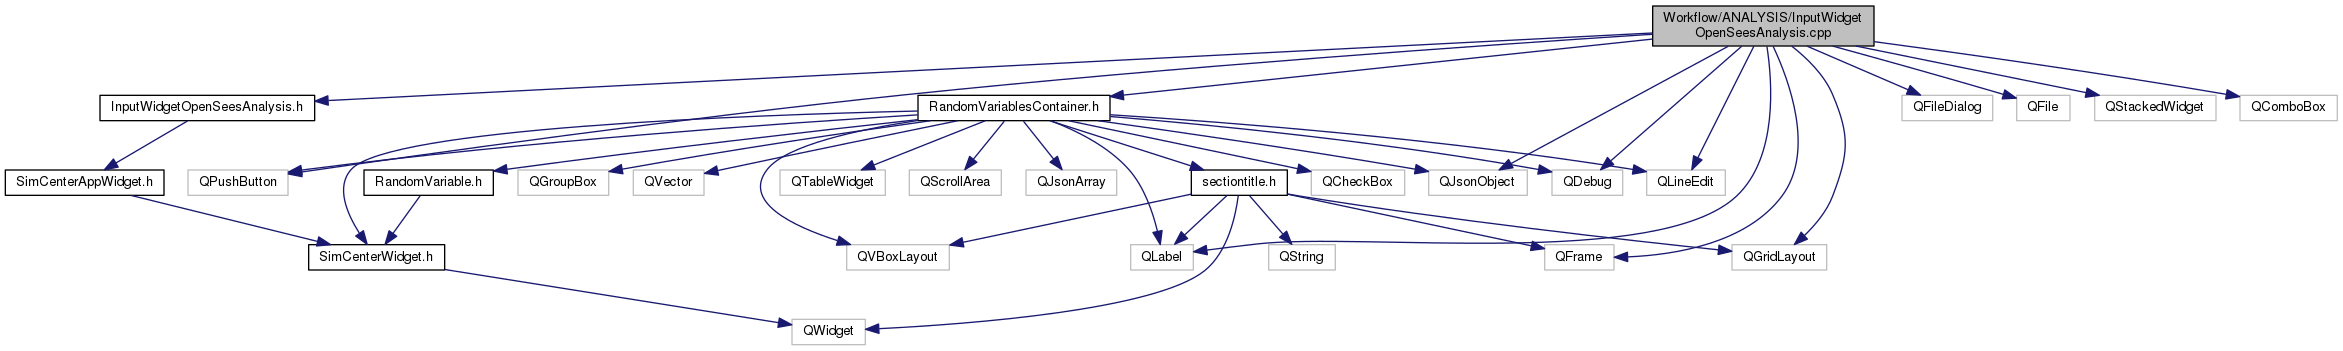 Workflow/ANALYSIS/InputWidget
OpenSeesAnalysis.cpp
InputWidgetOpenSeesAnalysis.h
RandomVariablesContainer.h
QFileDialog
QFile
QStackedWidget
QComboBox
SimCenterAppWidget.h
QPushButton
RandomVariable.h
QGroupBox
QVector
QTableWidget
QScrollArea
QJsonArray
sectiontitle.h
QCheckBox
QJsonObject
QDebug
QLineEdit
SimCenterWidget.h
QVBoxLayout
QLabel
QString
QFrame
QGridLayout
QWidget